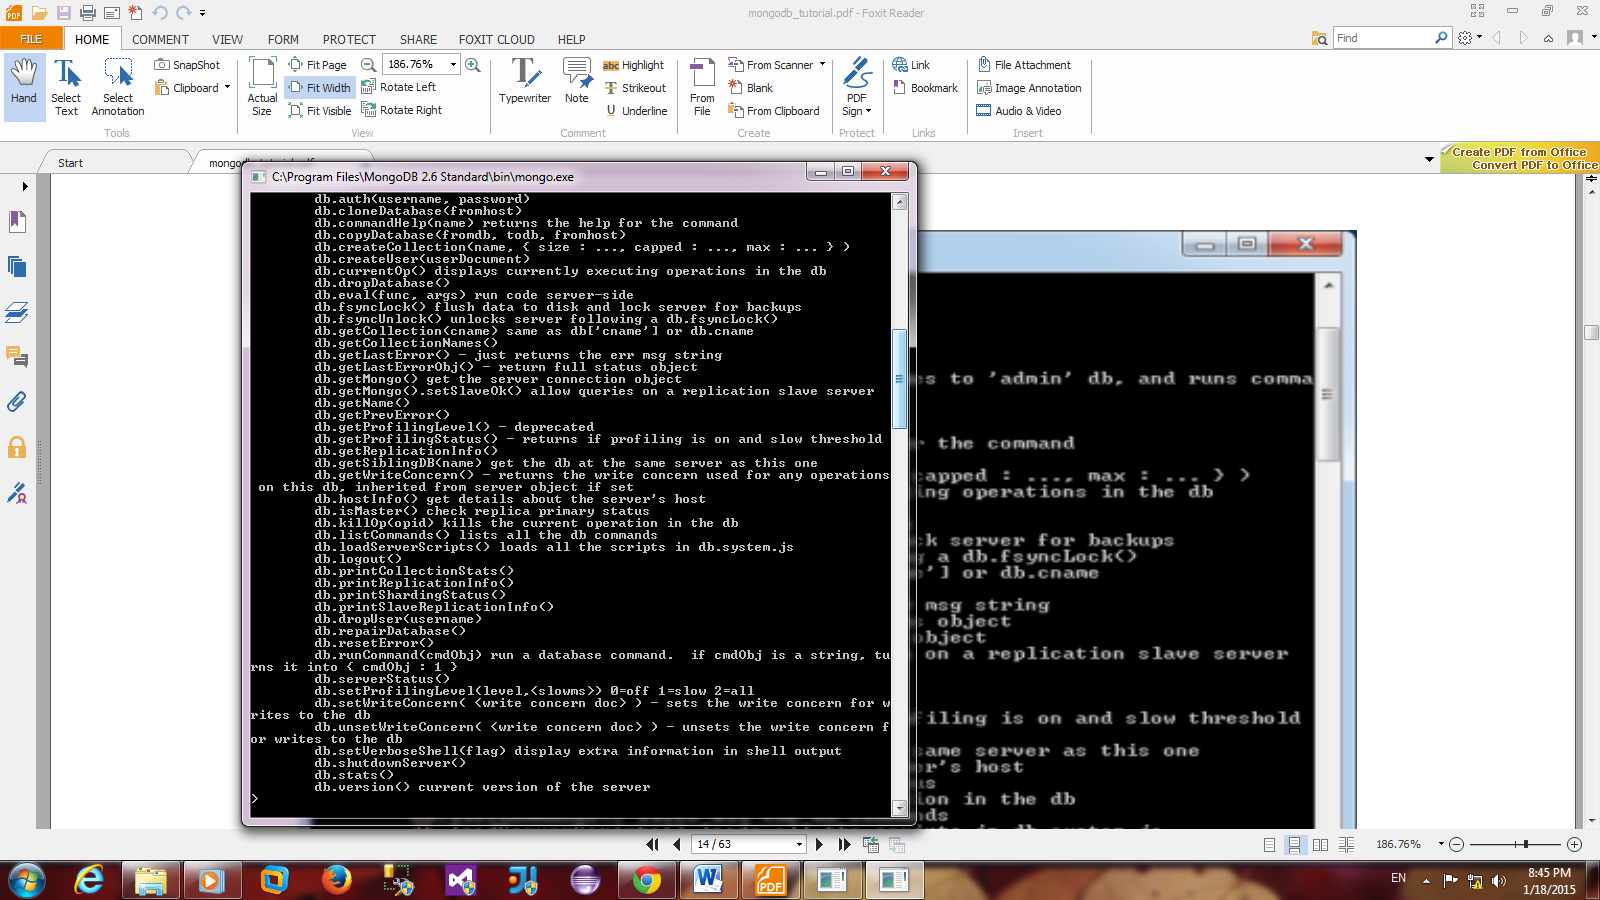 mongodb_tutorial.pdf - Foxit Reader
FILE HOME COMMENT VIEW FORM PROTECT SHARE FOXIT CLOUD HELP
Find
Hand
Select Text
Select Annotation
SnapShot
Clipboard
Tools
Actual Size
Fit Page
Fit Width
Fit Visible
186.76%
Rotate Left
Rotate Right
View
Typewriter
Note
Highlight
Strikeout
Underline
Comment
From File
From Scanner
Blank
From Clipboard
Create
PDF Sign
Protect
Link
Bookmark
Links
File Attachment
Image Annotation
Audio & Video
Insert
Start
Create PDF from Office
Convert PDF to Office
C:\Program Files\MongoDB 2.6 Standard\bin\mongo.exe
db.auth(username, password)
db.cloneDatabase(fromhost)
db.commandHelp(name) returns the help for the command
db.copyDatabase(fromdb, todb, fromhost)
db.createCollection(name, { size : ..., capped : ..., max : ... } )
db.createUser(userDocument)
db.currentOp() displays currently executing operations in the db
db.dropDatabase()
db.eval(func, args) run code server-side
db.fsyncLock() flush data to disk and lock server for backups
db.fsyncUnlock() unlocks server following a db.fsyncLock()
db.getCollection(cname) same as db['cname'] or db.cname
db.getCollectionNames()
db.getLastError() - just returns the err msg string
db.getLastErrorObj() - return full status object
db.getMongo() get the server connection object
db.getMongo().setSlaveOk() allow queries on a replication slave server
db.getName()
db.getPrevError()
db.getProfilingLevel() - deprecated
db.getProfilingStatus() - returns if profiling is on and slow threshold
db.getReplicationInfo()
db.getSiblingDB(name) get the db at the same server as this one
db.getWriteConcern() - returns the write concern used for any operations
on this db, inherited from server object if set
db.hostInfo() get details about the server's host
db.isMaster() check replica primary status
db.killOp(opid) kills the current operation in the db
db.listCommands() lists all the db commands
db.loadServerScripts() loads all the scripts in db.system.js
db.logout()
db.printCollectionStats()
db.printReplicationInfo()
db.printShardingStatus()
db.printSlaveReplicationInfo()
db.dropUser(username)
db.repairDatabase()
db.resetError()
db.runCommand(cmdObj) run a database command.  if cmdObj is a string, tu
rns it into { cmdObj : 1 }
db.serverStatus()
db.setProfilingLevel(level,<slowms>) 0=off 1=slow 2=all
db.setWriteConcern( <write concern doc> ) - sets the write concern for w
rites to the db
db.unsetWriteConcern( <write concern doc> ) - unsets the write concern f
or writes to the db
db.setVerboseShell(flag) display extra information in shell output
db.shutdownServer()
db.stats()
db.version() current version of the server
>
es to 'admin' db, and runs comma
r the command
capped : ..., max : ... } )
ing operations in the db
ck server for backups
g a db.fsyncLock()
e'] or db.cname
msg string
s object
object
on a replication slave server
filing is on and slow threshold
same server as this one
er's host
us
ion in the db
nds
14 / 63
186.76%
EN
8:45 PM
1/18/2015